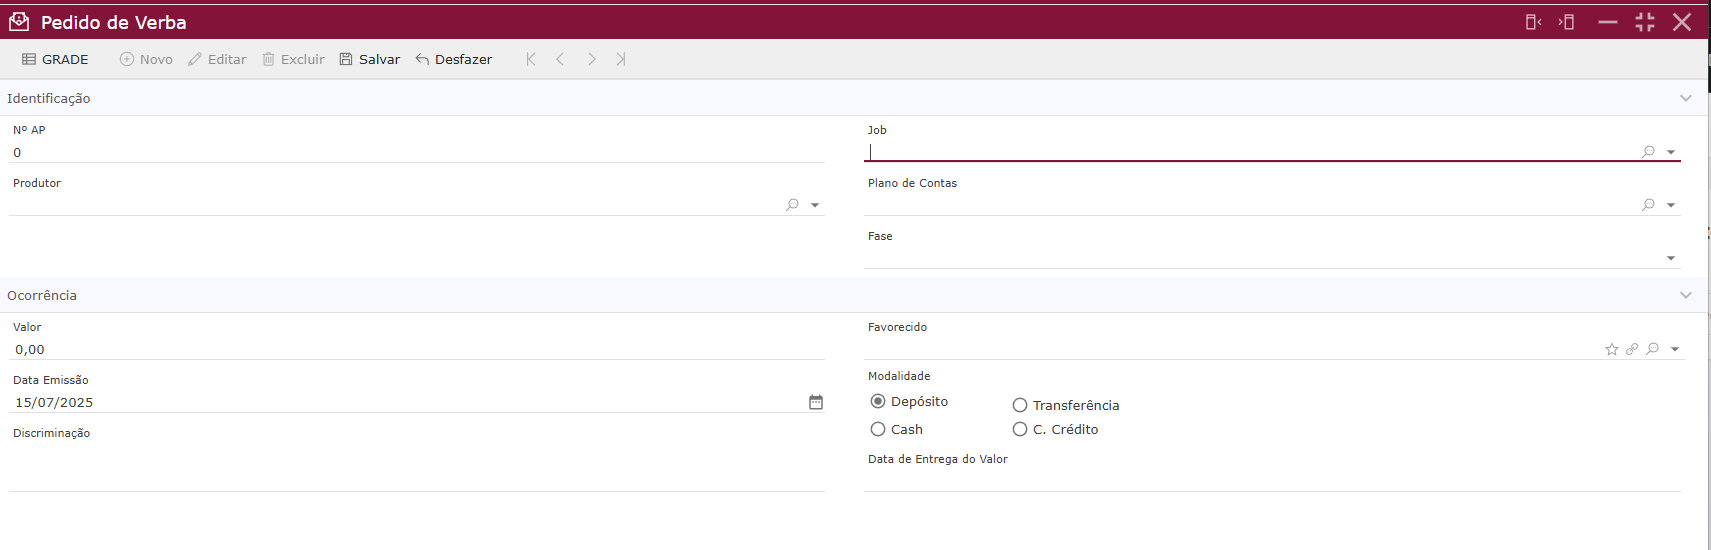 Pedido de Verba
GRADE Novo Editar Excluir Salvar Desfazer
Identificação
Nº AP
0
Job
Produtor
Plano de Contas
Fase
Ocorrência
Valor
0,00
Favorecido
Data Emissão
15/07/2025
Modalidade
Depósito Transferência
Cash C. Crédito
Discriminação
Data de Entrega do Valor